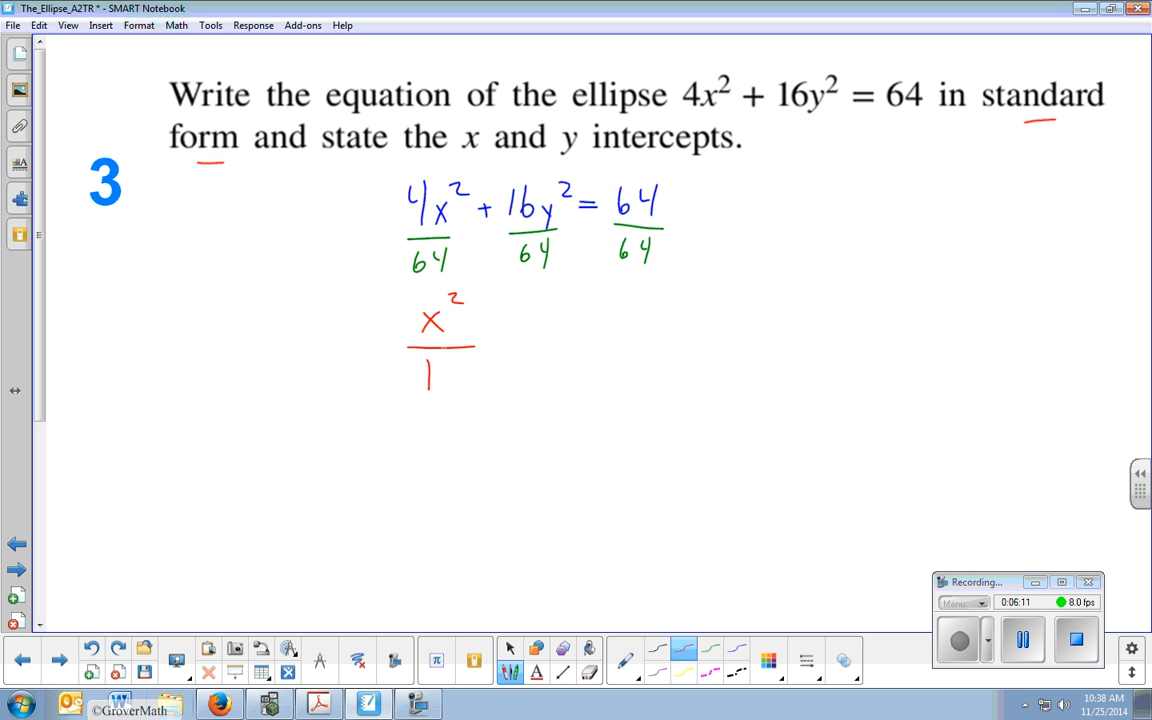 The_Ellipse_A2TR * - SMART Notebook
File Edit View Insert Format Math Tools Response Add-ons Help
Write the equation of the ellipse 4x² + 16y² = 64 in standard
form and state the x and y intercepts.
3
4x² + 16y² = 64
64 64 64
x²
1
Recording...
Menu 0:06:11 8.0 fps
π A
©GroverMath
10:38 AM
11/25/2014